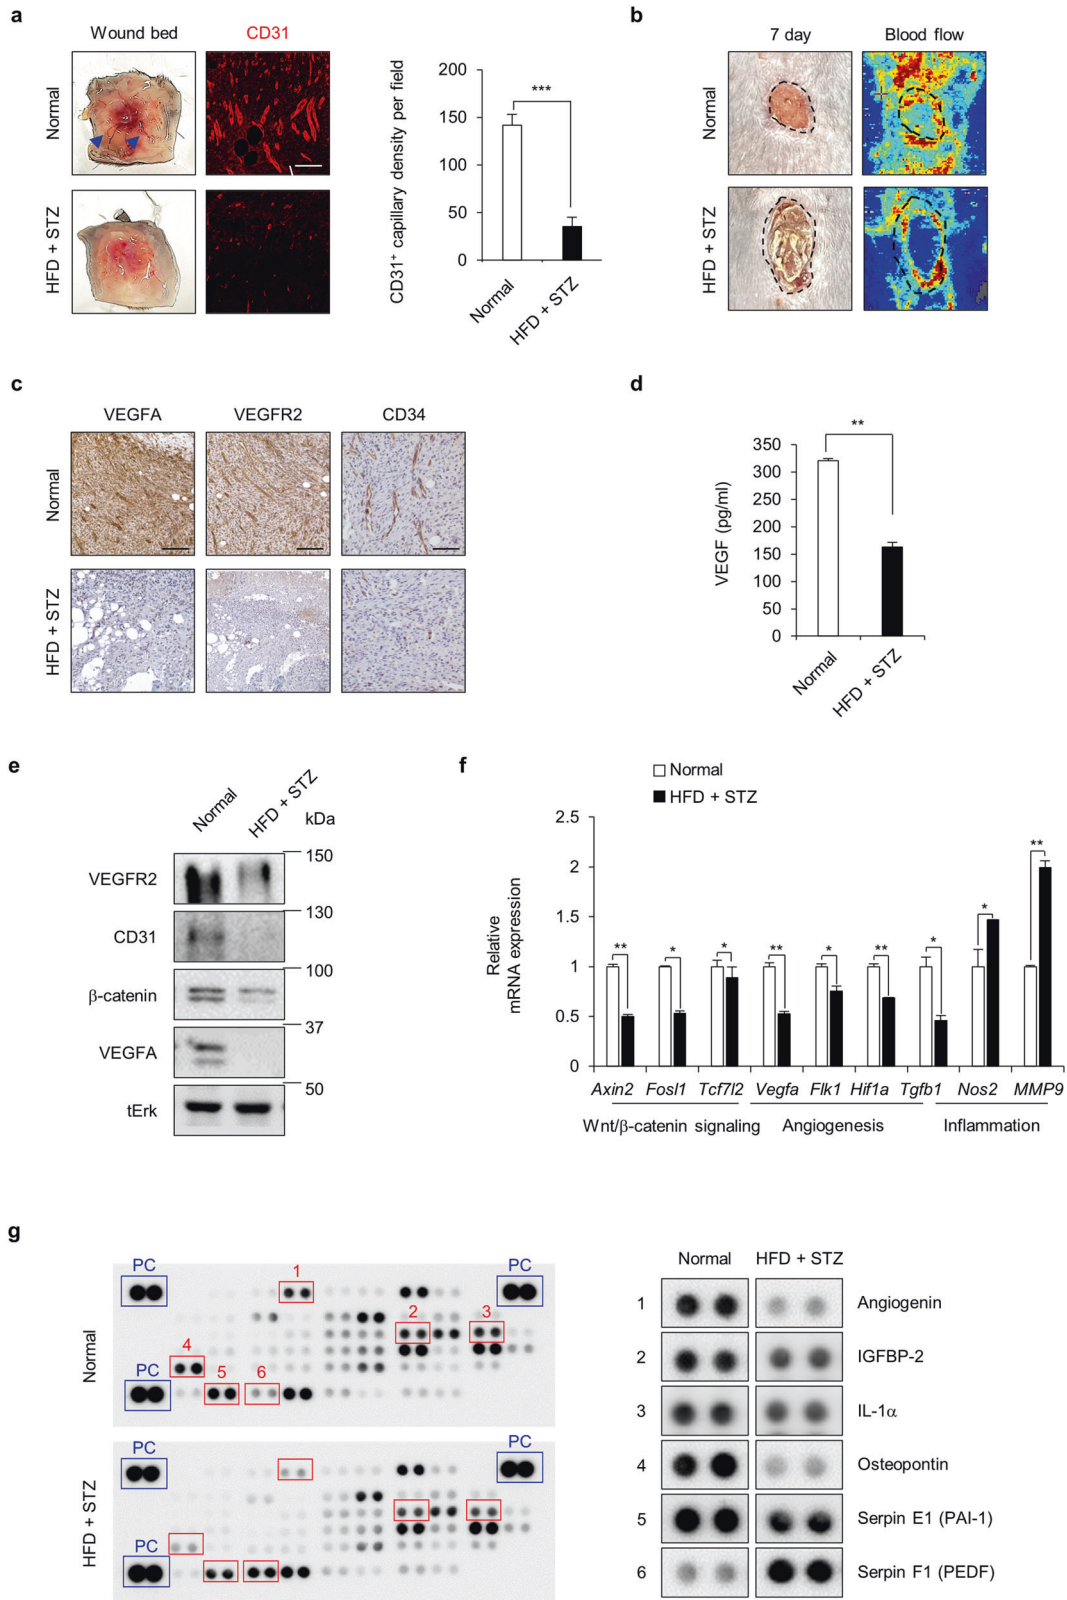 a
Wound bed
CD31
Normal
HFD + STZ
CD31⁺ capillary density per field
200
150
100
50
0
***
Normal
HFD + STZ
b
7 day
Blood flow
Normal
HFD + STZ
c
VEGFA
VEGFR2
CD34
Normal
HFD + STZ
d
VEGF (pg/ml)
350
300
250
200
150
100
50
0
**
Normal
HFD + STZ
e
Normal
HFD + STZ
kDa
VEGFR2
150
CD31
130
β-catenin
100
VEGFA
37
tErk
50
f
Normal
HFD + STZ
Relative
mRNA expression
2.5
2
1.5
1
0.5
0
** * * ** * ** * * **
Axin2 Fosl1 Tcf7l2 Vegfa Flk1 Hif1a Tgfb1 Nos2 MMP9
Wnt/β-catenin signaling Angiogenesis Inflammation
g
Normal
PC
1
PC
2
3
4
5
6
PC
HFD + STZ
PC
PC
PC
Normal HFD + STZ
1 Angiogenin
2 IGFBP-2
3 IL-1α
4 Osteopontin
5 Serpin E1 (PAI-1)
6 Serpin F1 (PEDF)